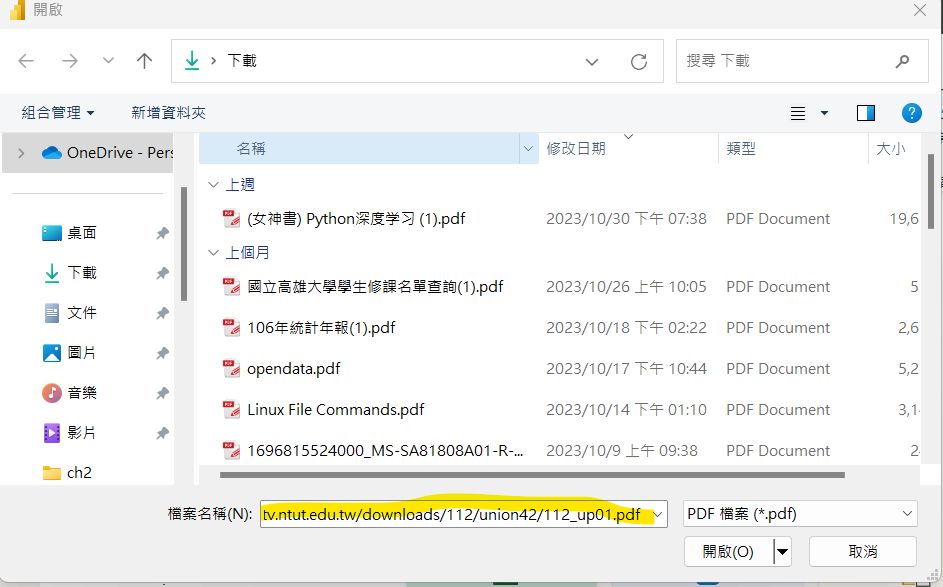 開啟
下載
搜尋 下載
組合管理
新增資料夾
名稱 修改日期 類型 大小
OneDrive - Pers
上週
(女神書) Python深度学习 (1).pdf 2023/10/30 下午 07:38 PDF Document 19,6
上個月
國立高雄大學學生修課名單查詢(1).pdf 2023/10/26 上午 10:05 PDF Document 5
106年統計年報(1).pdf 2023/10/18 下午 02:22 PDF Document 2,6
opendata.pdf 2023/10/17 下午 10:44 PDF Document 5,2
Linux File Commands.pdf 2023/10/14 下午 01:10 PDF Document 3,1
1696815524000_MS-SA81808A01-R-... 2023/10/9 上午 09:38 PDF Document 2
桌面
下載
文件
圖片
音樂
影片
ch2
檔案名稱(N): tv.ntut.edu.tw/downloads/112/union42/112_up01.pdf PDF 檔案 (*.pdf)
開啟(O) 取消